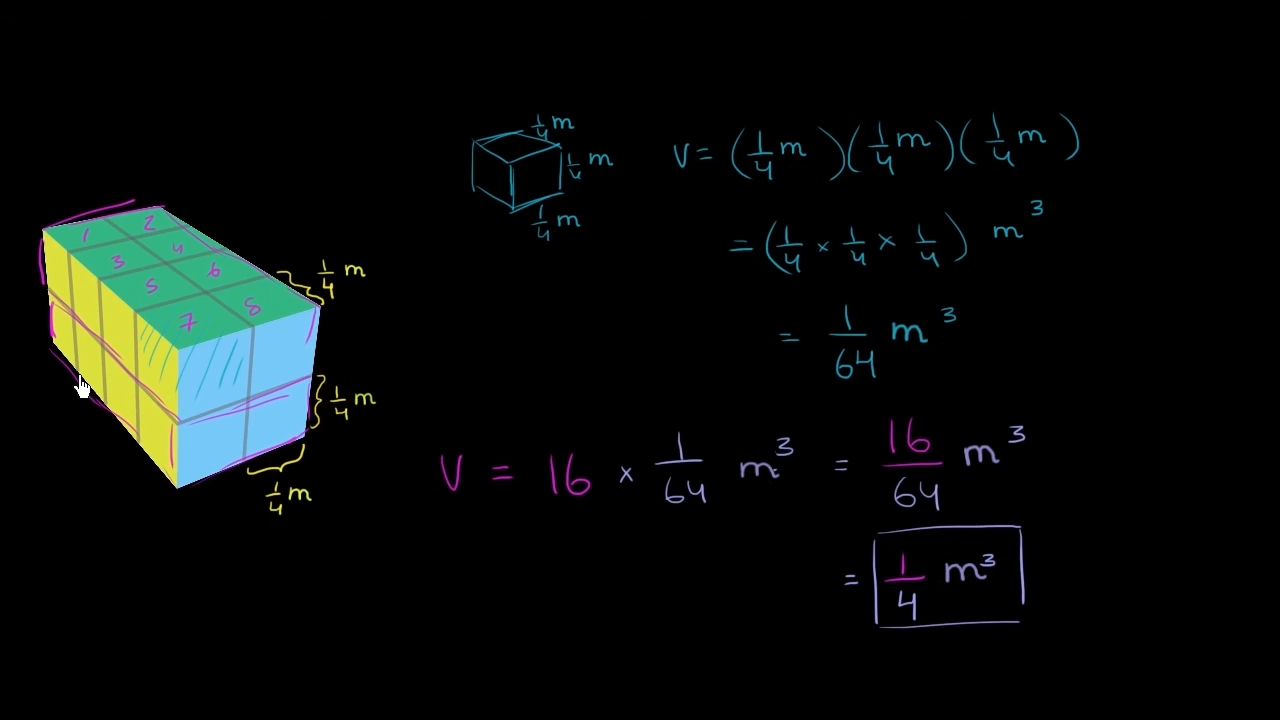 1/4 m
1/4 m
1/4 m
V = (1/4 m)(1/4 m)(1/4 m)
= (1/4 × 1/4 × 1/4) m³
= 1/64 m³
1 2
3 4
5 6
7 8
1/4 m
1/4 m
1/4 m
V = 16 × 1/64 m³ = 16/64 m³
= 1/4 m³